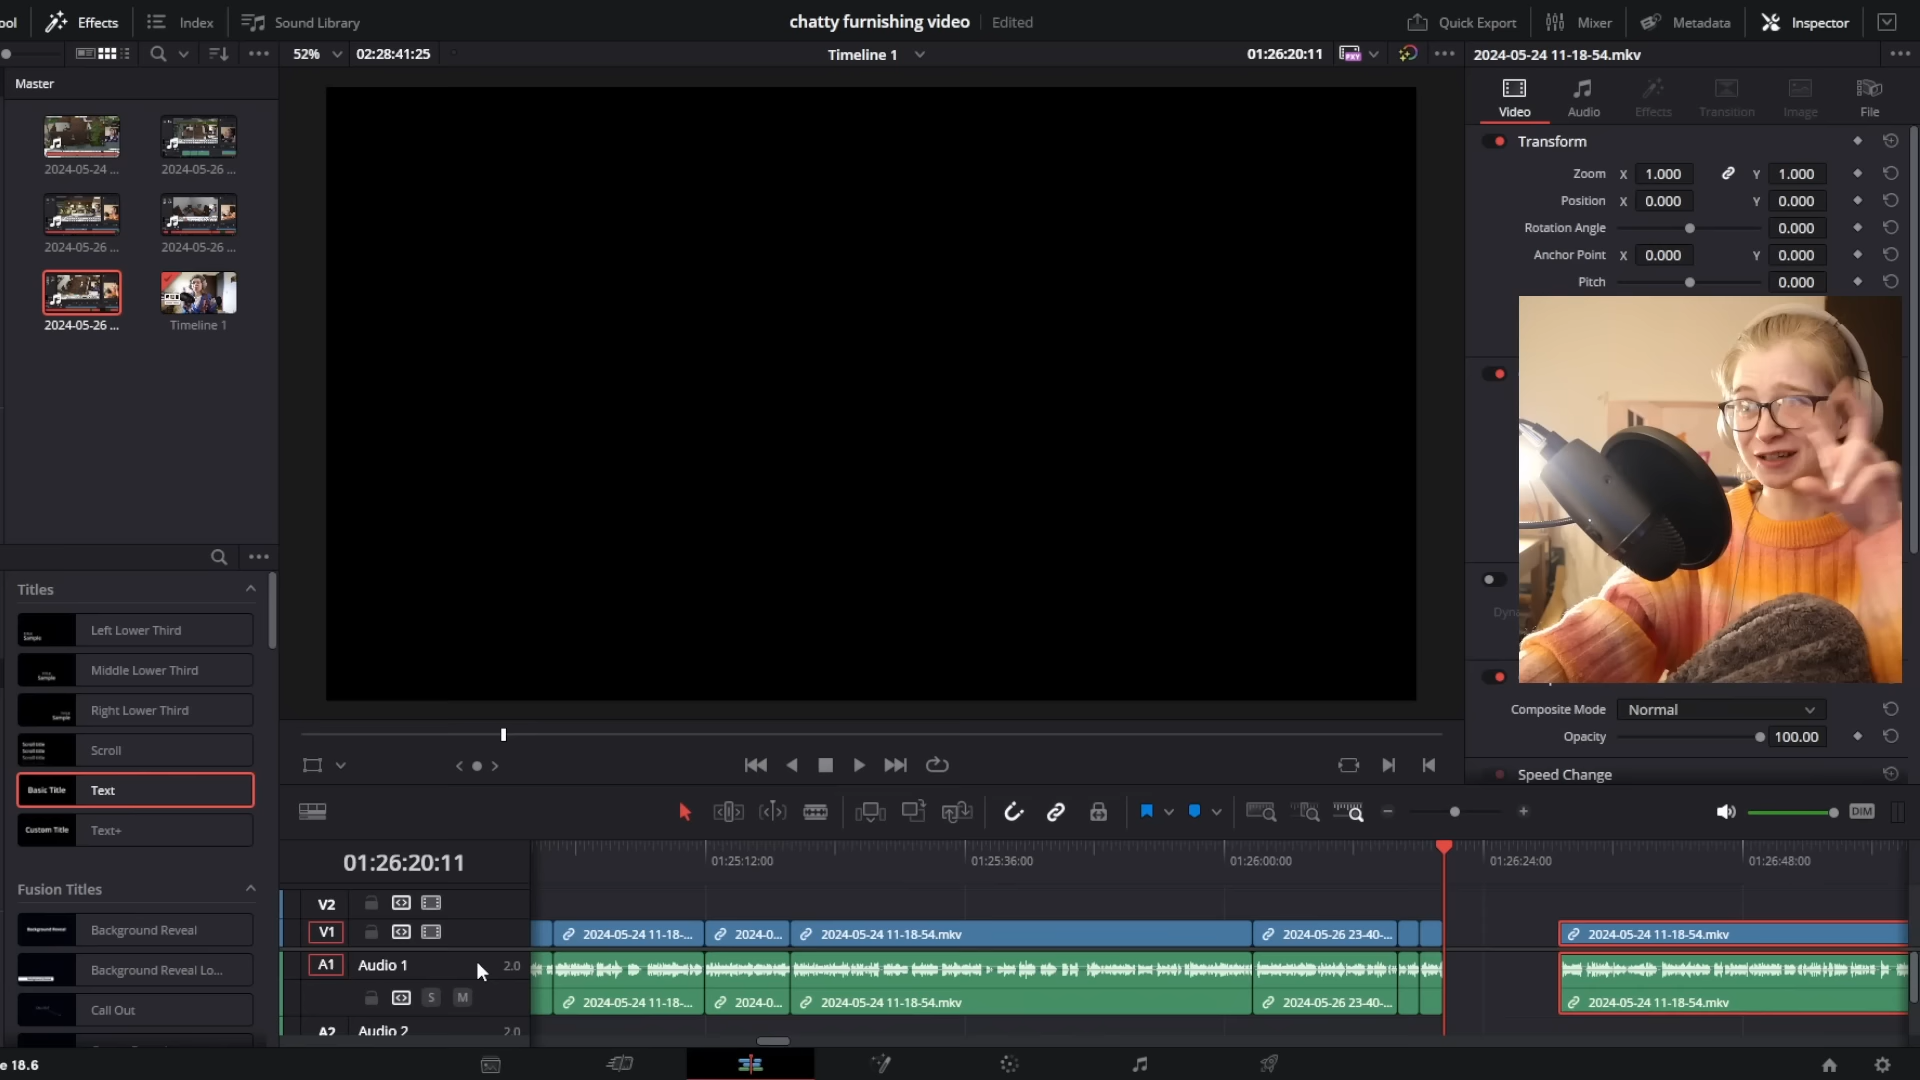 ool
Effects
Index
Sound Library
chatty furnishing video
Edited
Quick Export
Mixer
Metadata
Inspector
52%
02:28:41:25
Timeline 1
01:26:20:11
2024-05-24 11-18-54.mkv
Master
2024-05-24 ...
2024-05-26 ...
2024-05-26 ...
2024-05-26 ...
2024-05-26 ...
Timeline 1
Video
Audio
Effects
Transition
Image
File
Transform
Zoom X 1.000 Y 1.000
Position X 0.000 Y 0.000
Rotation Angle 0.000
Anchor Point X 0.000 Y 0.000
Pitch 0.000
Composite Mode Normal
Opacity 100.00
Speed Change
Titles
Left Lower Third
Middle Lower Third
Right Lower Third
Scroll
Basic Title Text
Custom Title Text+
Fusion Titles
Background Reveal
Background Reveal Lo...
Call Out
DIM
01:26:20:11
01:25:12:00
01:25:36:00
01:26:00:00
01:26:24:00
01:26:48:00
V2
V1
2024-05-24 11-18-...
2024-0...
2024-05-24 11-18-54.mkv
2024-05-26 23-40-...
2024-05-24 11-18-54.mkv
A1 Audio 1 2.0
S M
2024-05-24 11-18-...
2024-0...
2024-05-24 11-18-54.mkv
2024-05-26 23-40-...
2024-05-24 11-18-54.mkv
A2 Audio 2 2.0
e 18.6